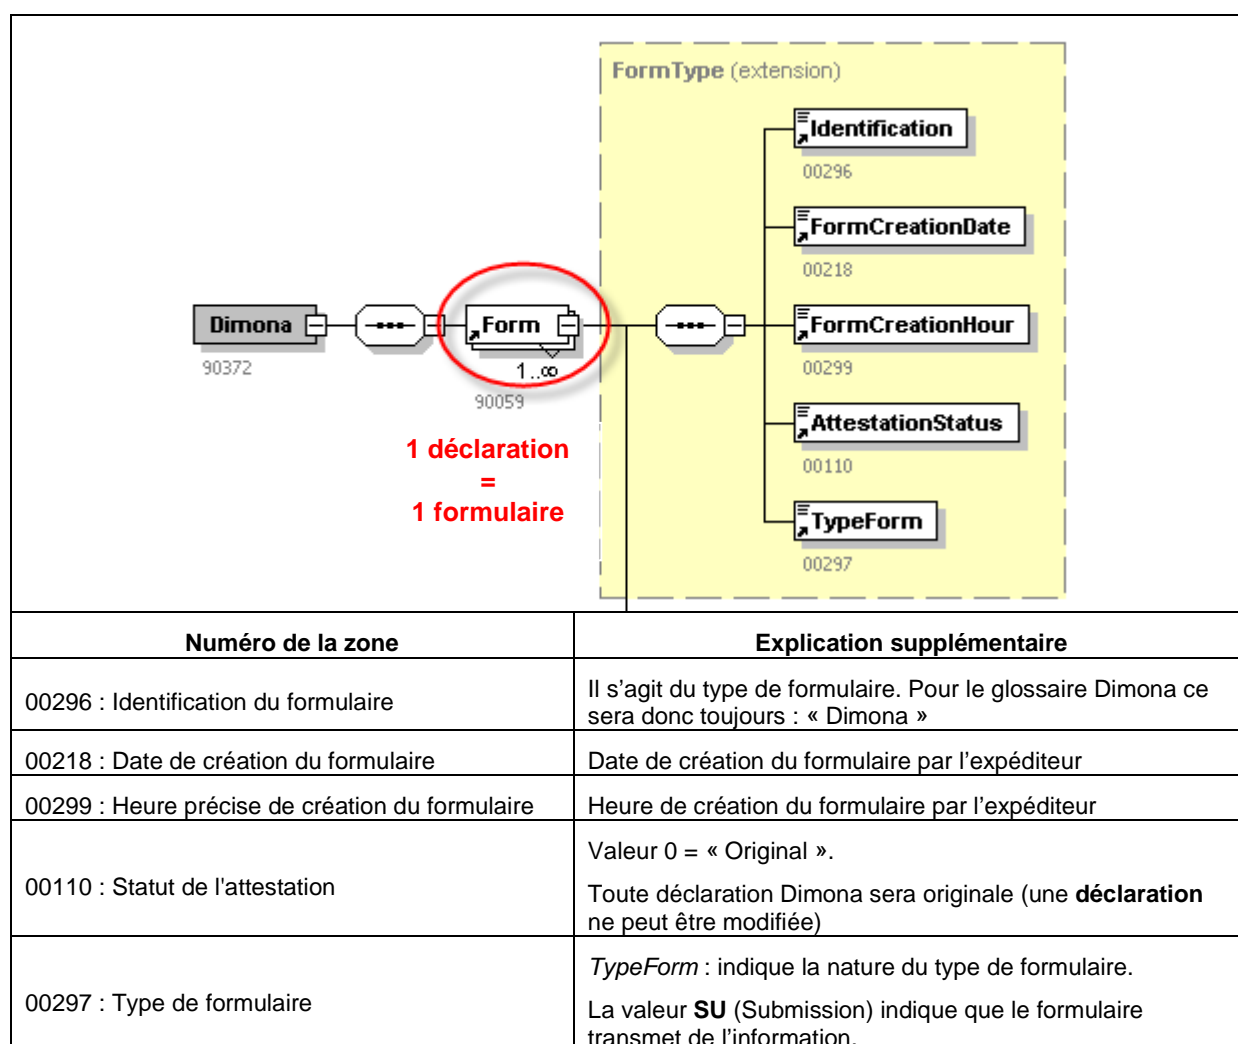 FormType (extension)
Identification
00296
FormCreationDate
00218
Dimona
90372
Form
1..∞
90059
FormCreationHour
00299
1 déclaration
=
1 formulaire
AttestationStatus
00110
TypeForm
00297
Numéro de la zone
Explication supplémentaire
00296 : Identification du formulaire
Il s’agit du type de formulaire. Pour le glossaire Dimona ce
sera donc toujours : « Dimona »
00218 : Date de création du formulaire
Date de création du formulaire par l’expéditeur
00299 : Heure précise de création du formulaire
Heure de création du formulaire par l’expéditeur
00110 : Statut de l'attestation
Valeur 0 = « Original ».
Toute déclaration Dimona sera originale (une déclaration
ne peut être modifiée)
00297 : Type de formulaire
TypeForm : indique la nature du type de formulaire.
La valeur SU (Submission) indique que le formulaire
transmet de l’information.